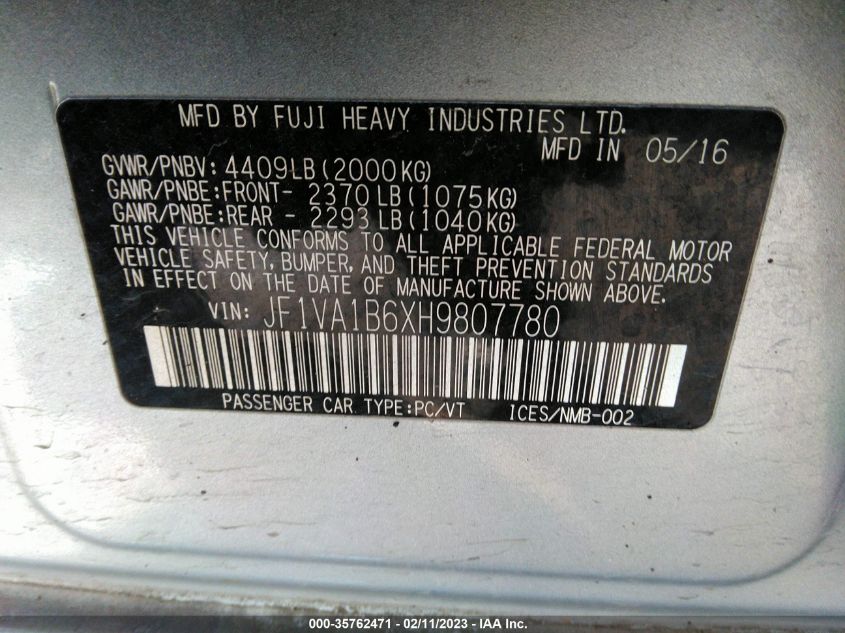 MFD BY FUJI HEAVY INDUSTRIES LTD.
MFD IN 05/16
GVWR/PNBV: 4409LB(2000KG)
GAWR/PNBE:FRONT- 2370LB(1075KG)
GAWR/PNBE:REAR - 2293LB(1040KG)
THIS VEHICLE CONFORMS TO ALL APPLICABLE FEDERAL MOTOR
VEHICLE SAFETY, BUMPER, AND THEFT PREVENTION STANDARDS
IN EFFECT ON THE DATE OF MANUFACTURE SHOWN ABOVE.
VIN: JF1VA1B6XH9807780
PASSENGER CAR TYPE:PC/VT ICES/NMB-002
000-35762471 - 02/11/2023 - IAA Inc.